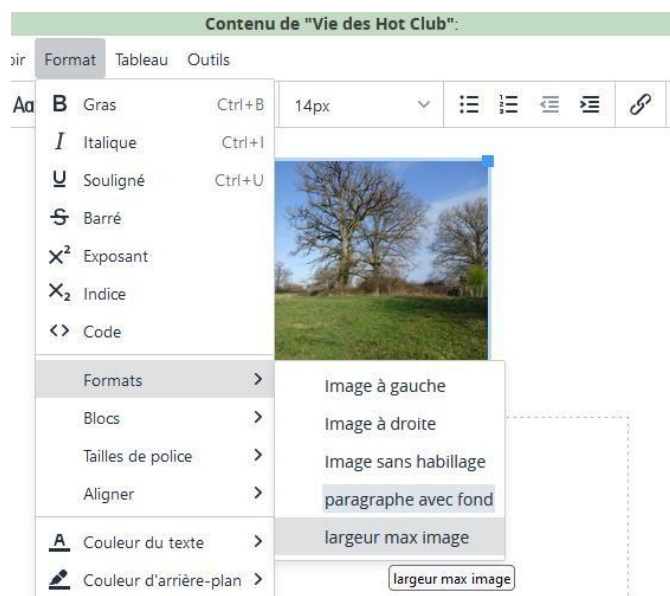 Contenu de "Vie des Hot Club":
oir Format Tableau Outils
Aa B Gras Ctrl+B 14px
I Italique Ctrl+I
U Souligné Ctrl+U
S Barré
X² Exposant
X₂ Indice
<> Code
Formats
Image à gauche
Blocs
Image à droite
Tailles de police
Image sans habillage
Aligner
paragraphe avec fond
largeur max image
A Couleur du texte
Couleur d'arrière-plan
largeur max image